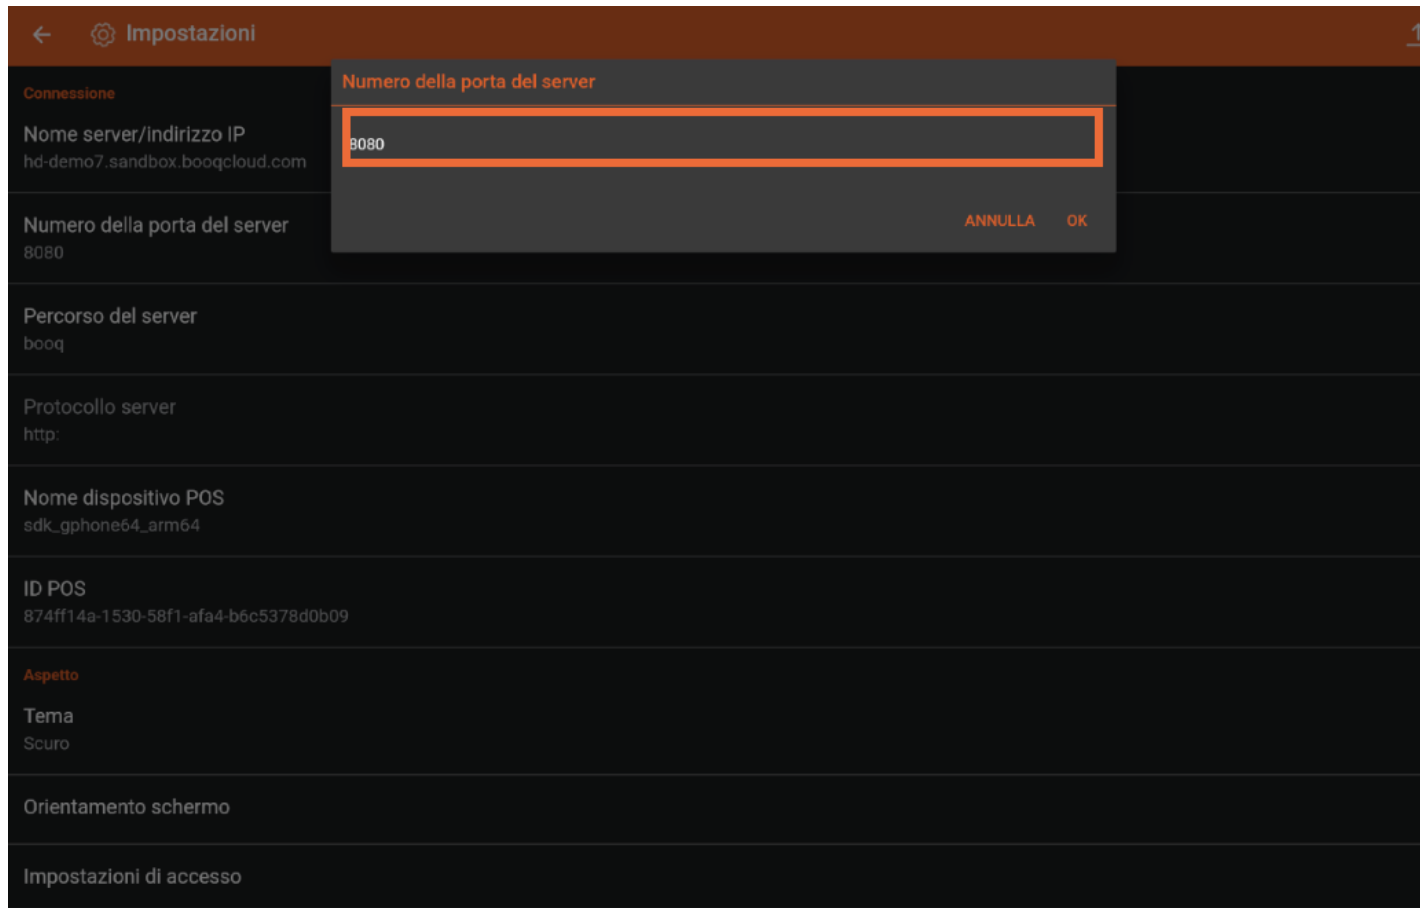 Impostazioni
Numero della porta del server
8080
ANNULLA OK
Connessione
Nome server/indirizzo IP
hd-demo7.sandbox.booqcloud.com
Numero della porta del server
8080
Percorso del server
booq
Protocollo server
http:
Nome dispositivo POS
sdk_gphone64_arm64
ID POS
874ff14a-1530-58f1-afa4-b6c5378d0b09
Aspetto
Tema
Scuro
Orientamento schermo
Impostazioni di accesso